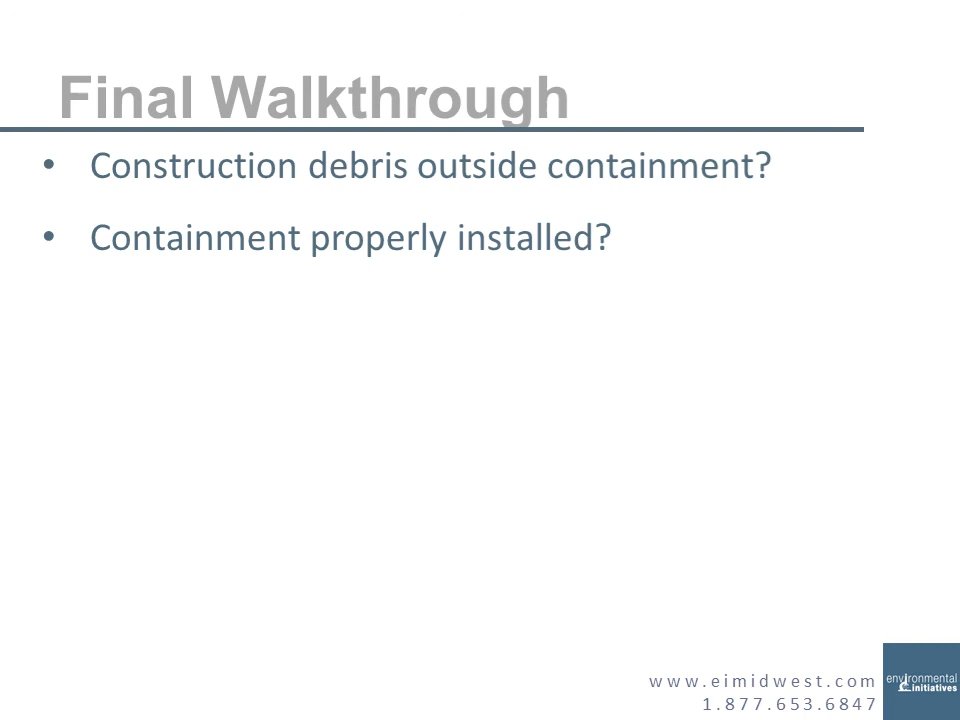 Final Walkthrough
• Construction debris outside containment?
• Containment properly installed?
www.eimidwest.com
1.877.653.6847
environmental
initiatives